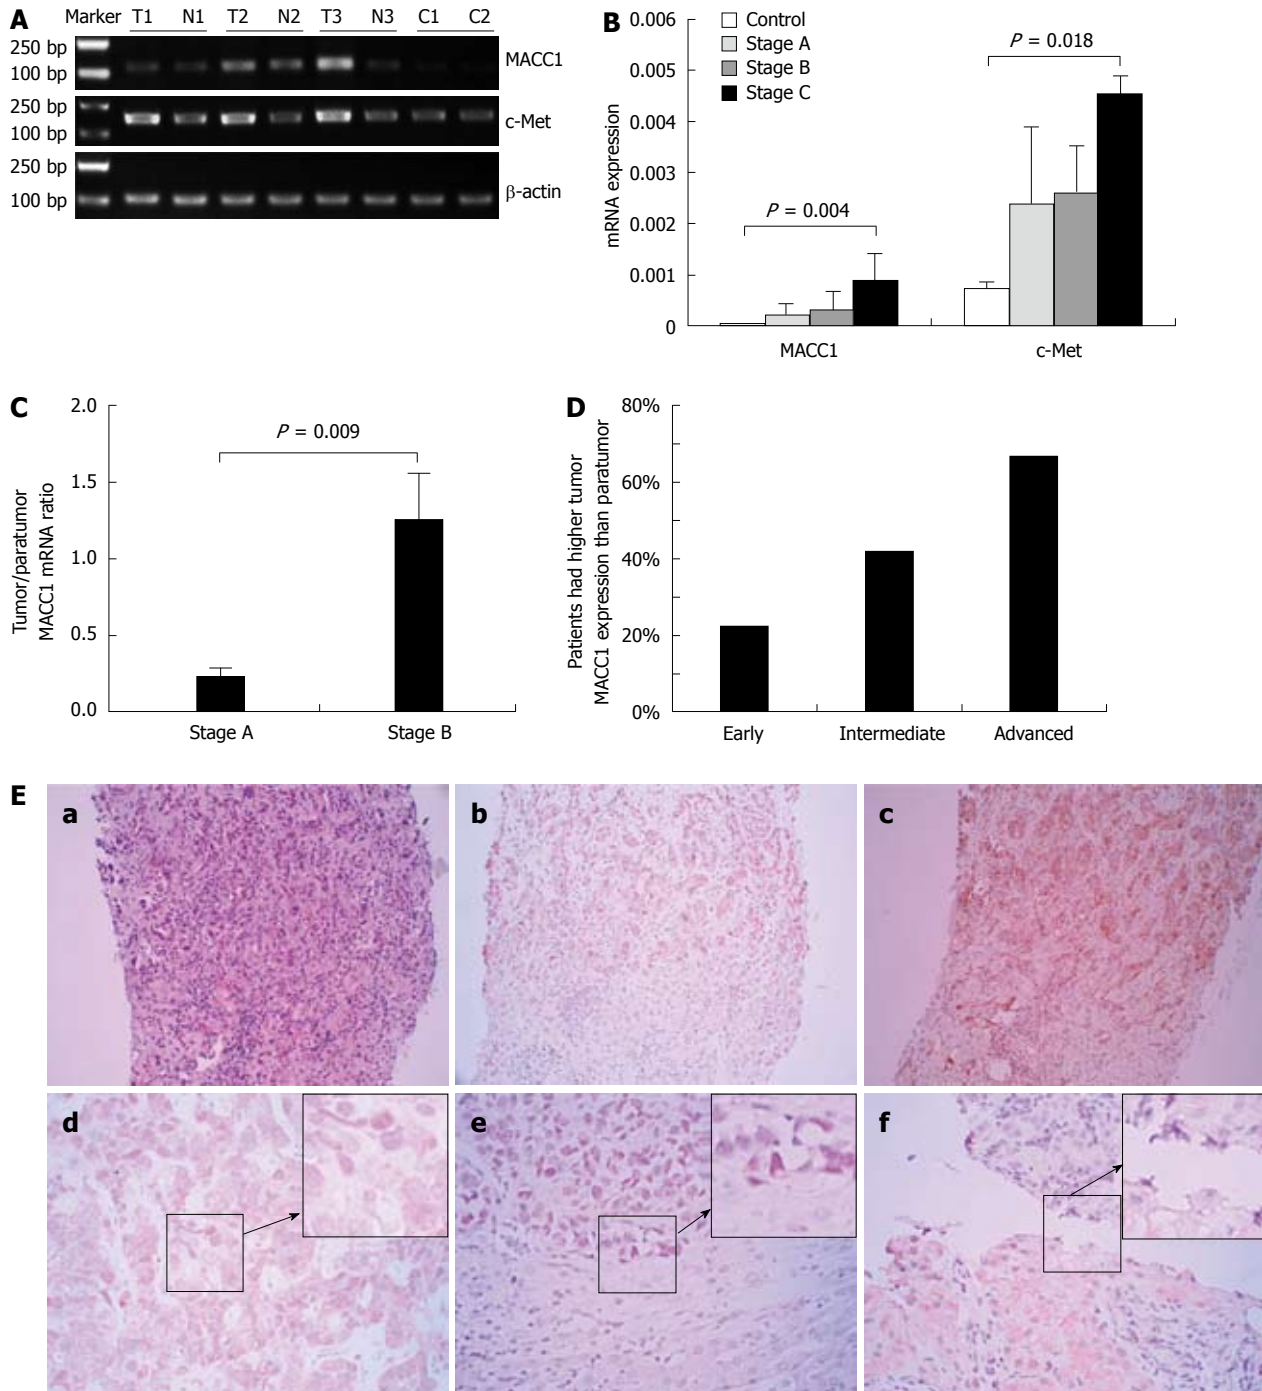 A
Marker T1 N1 T2 N2 T3 N3 C1 C2
250 bp
100 bp
MACC1
250 bp
100 bp
c-Met
250 bp
100 bp
β-actin
B
0.006
0.005
0.004
0.003
0.002
0.001
0
mRNA expression
Control
Stage A
Stage B
Stage C
P = 0.018
P = 0.004
MACC1
c-Met
C
2.0
1.5
1.0
0.5
0.0
Tumor/paratumor
MACC1 mRNA ratio
P = 0.009
Stage A
Stage B
D
80%
60%
40%
20%
0%
Patients had higher tumor
MACC1 expression than paratumor
Early
Intermediate
Advanced
E
a
b
c
d
e
f